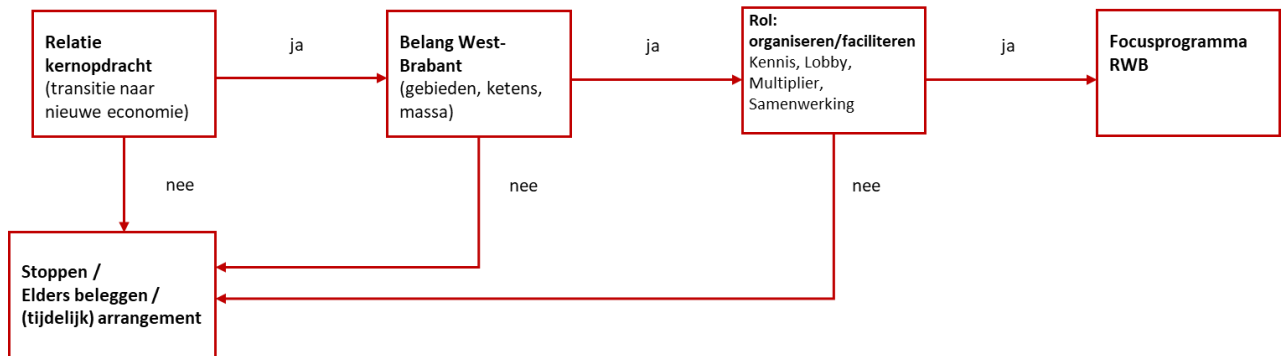 Relatie
kernopdracht
(transitie naar
nieuwe economie)
ja
Belang West-
Brabant
(gebieden, ketens,
massa)
ja
Rol:
organiseren/faciliteren
Kennis, Lobby,
Multiplier,
Samenwerking
ja
Focusprogramma
RWB
nee
nee
nee
Stoppen /
Elders beleggen /
(tijdelijk) arrangement